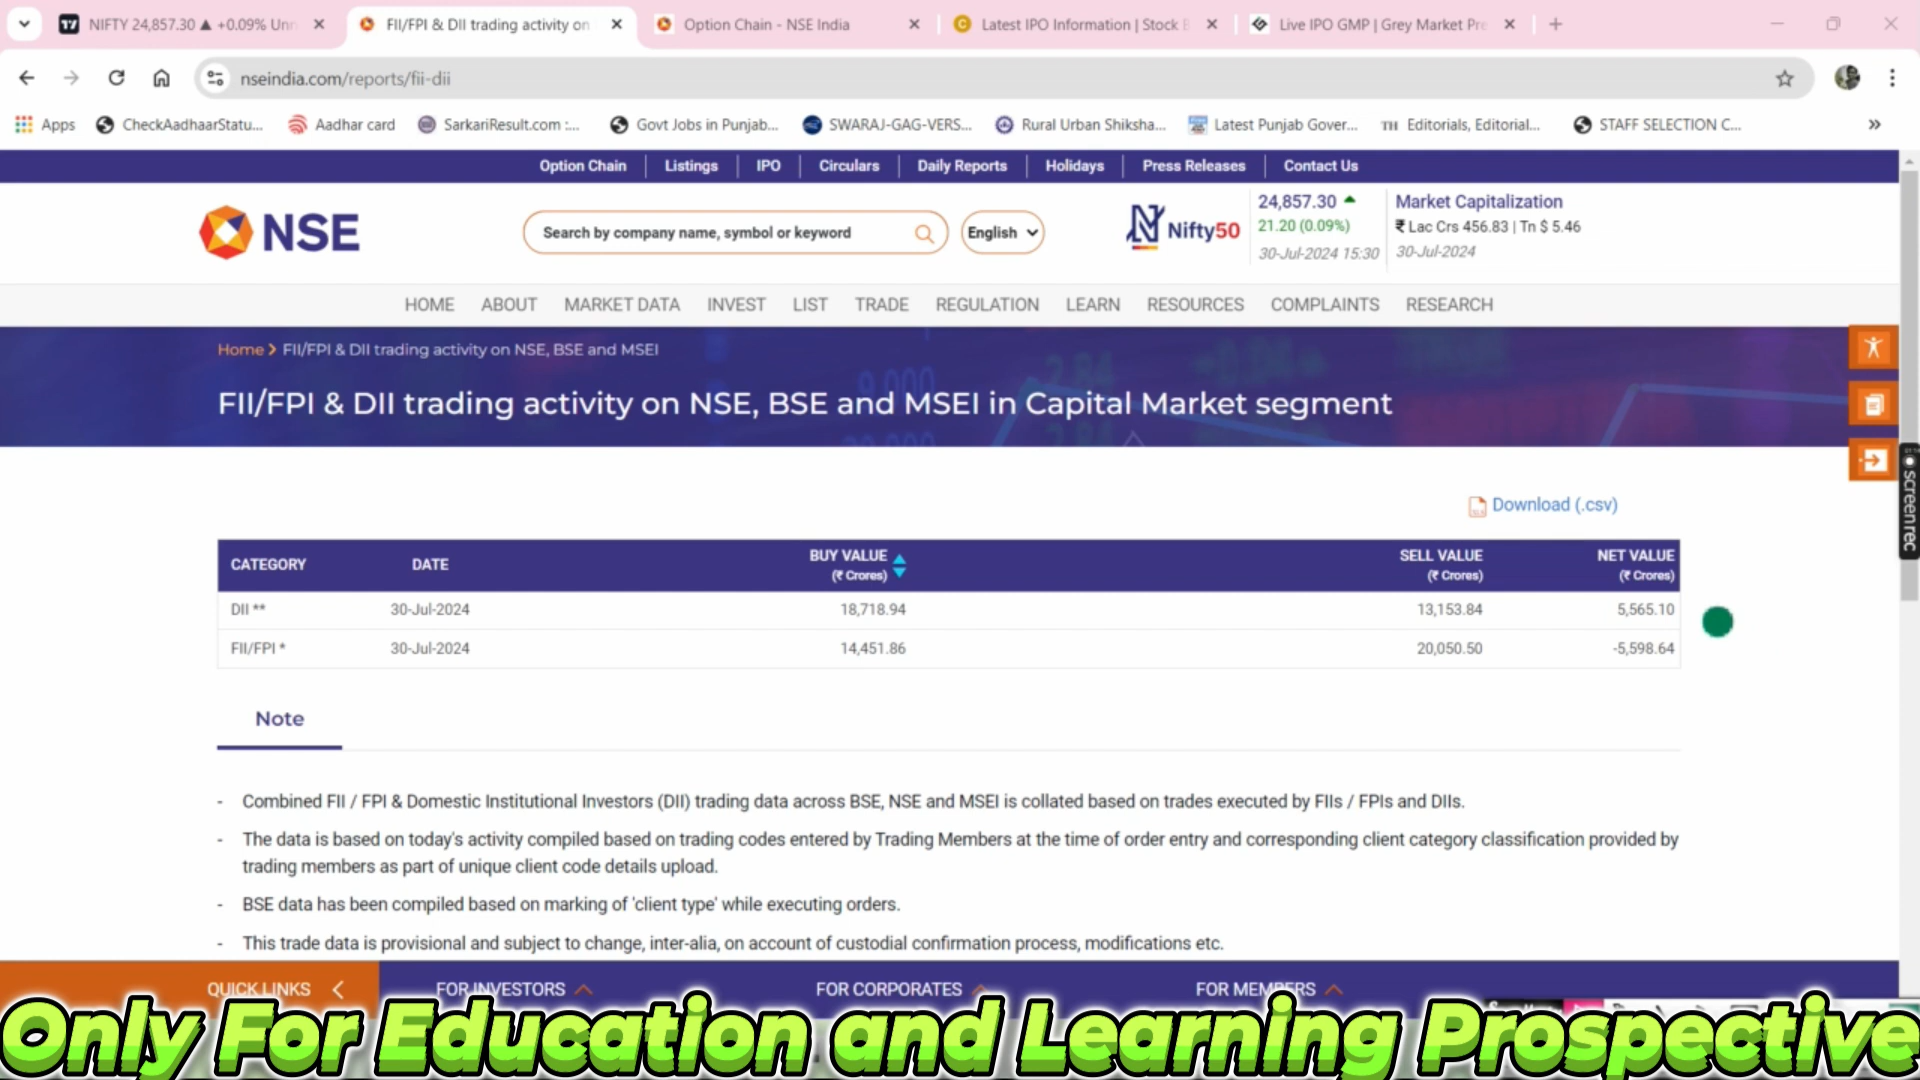 NIFTY 24,857.30 ▲ +0.09% Unn
FII/FPI & DII trading activity on
Option Chain - NSE India
Latest IPO Information | Stock B
Live IPO GMP | Grey Market Pre
nseindia.com/reports/fii-dii
Apps
CheckAadhaarStatu...
Aadhar card
SarkariResult.com :...
Govt Jobs in Punjab...
SWARAJ-GAG-VERS...
Rural Urban Shiksha...
Latest Punjab Gover...
TH Editorials, Editorial...
STAFF SELECTION C...
Option Chain | Listings | IPO | Circulars | Daily Reports | Holidays | Press Releases | Contact Us
NSE
Search by company name, symbol or keyword
English
Nifty50
24,857.30
21.20 (0.09%)
30-Jul-2024 15:30
Market Capitalization
₹ Lac Crs 456.83 | Tn $ 5.46
30-Jul-2024
HOME ABOUT MARKET DATA INVEST LIST TRADE REGULATION LEARN RESOURCES COMPLAINTS RESEARCH
Home > FII/FPI & DII trading activity on NSE, BSE and MSEI
FII/FPI & DII trading activity on NSE, BSE and MSEI in Capital Market segment
screenrec
Download (.csv)
CATEGORY DATE BUY VALUE (₹ Crores) SELL VALUE (₹ Crores) NET VALUE (₹ Crores)
DII ** 30-Jul-2024 18,718.94 13,153.84 5,565.10
FII/FPI * 30-Jul-2024 14,451.86 20,050.50 -5,598.64
Note
- Combined FII / FPI & Domestic Institutional Investors (DII) trading data across BSE, NSE and MSEI is collated based on trades executed by FIIs / FPIs and DIIs.
- The data is based on today's activity compiled based on trading codes entered by Trading Members at the time of order entry and corresponding client category classification provided by
trading members as part of unique client code details upload.
- BSE data has been compiled based on marking of 'client type' while executing orders.
- This trade data is provisional and subject to change, inter-alia, on account of custodial confirmation process, modifications etc.
QUICK LINKS
FOR INVESTORS
FOR CORPORATES
FOR MEMBERS
Only For Education and Learning Prospective